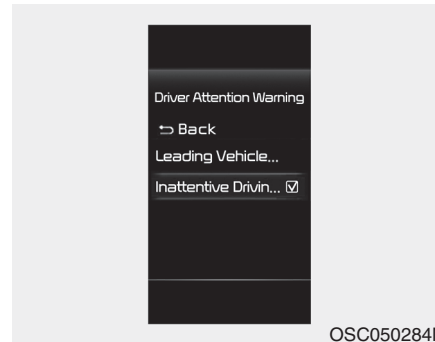 Driver Attention Warning
Back
Leading Vehicle...
Inattentive Drivin...
OSC050284